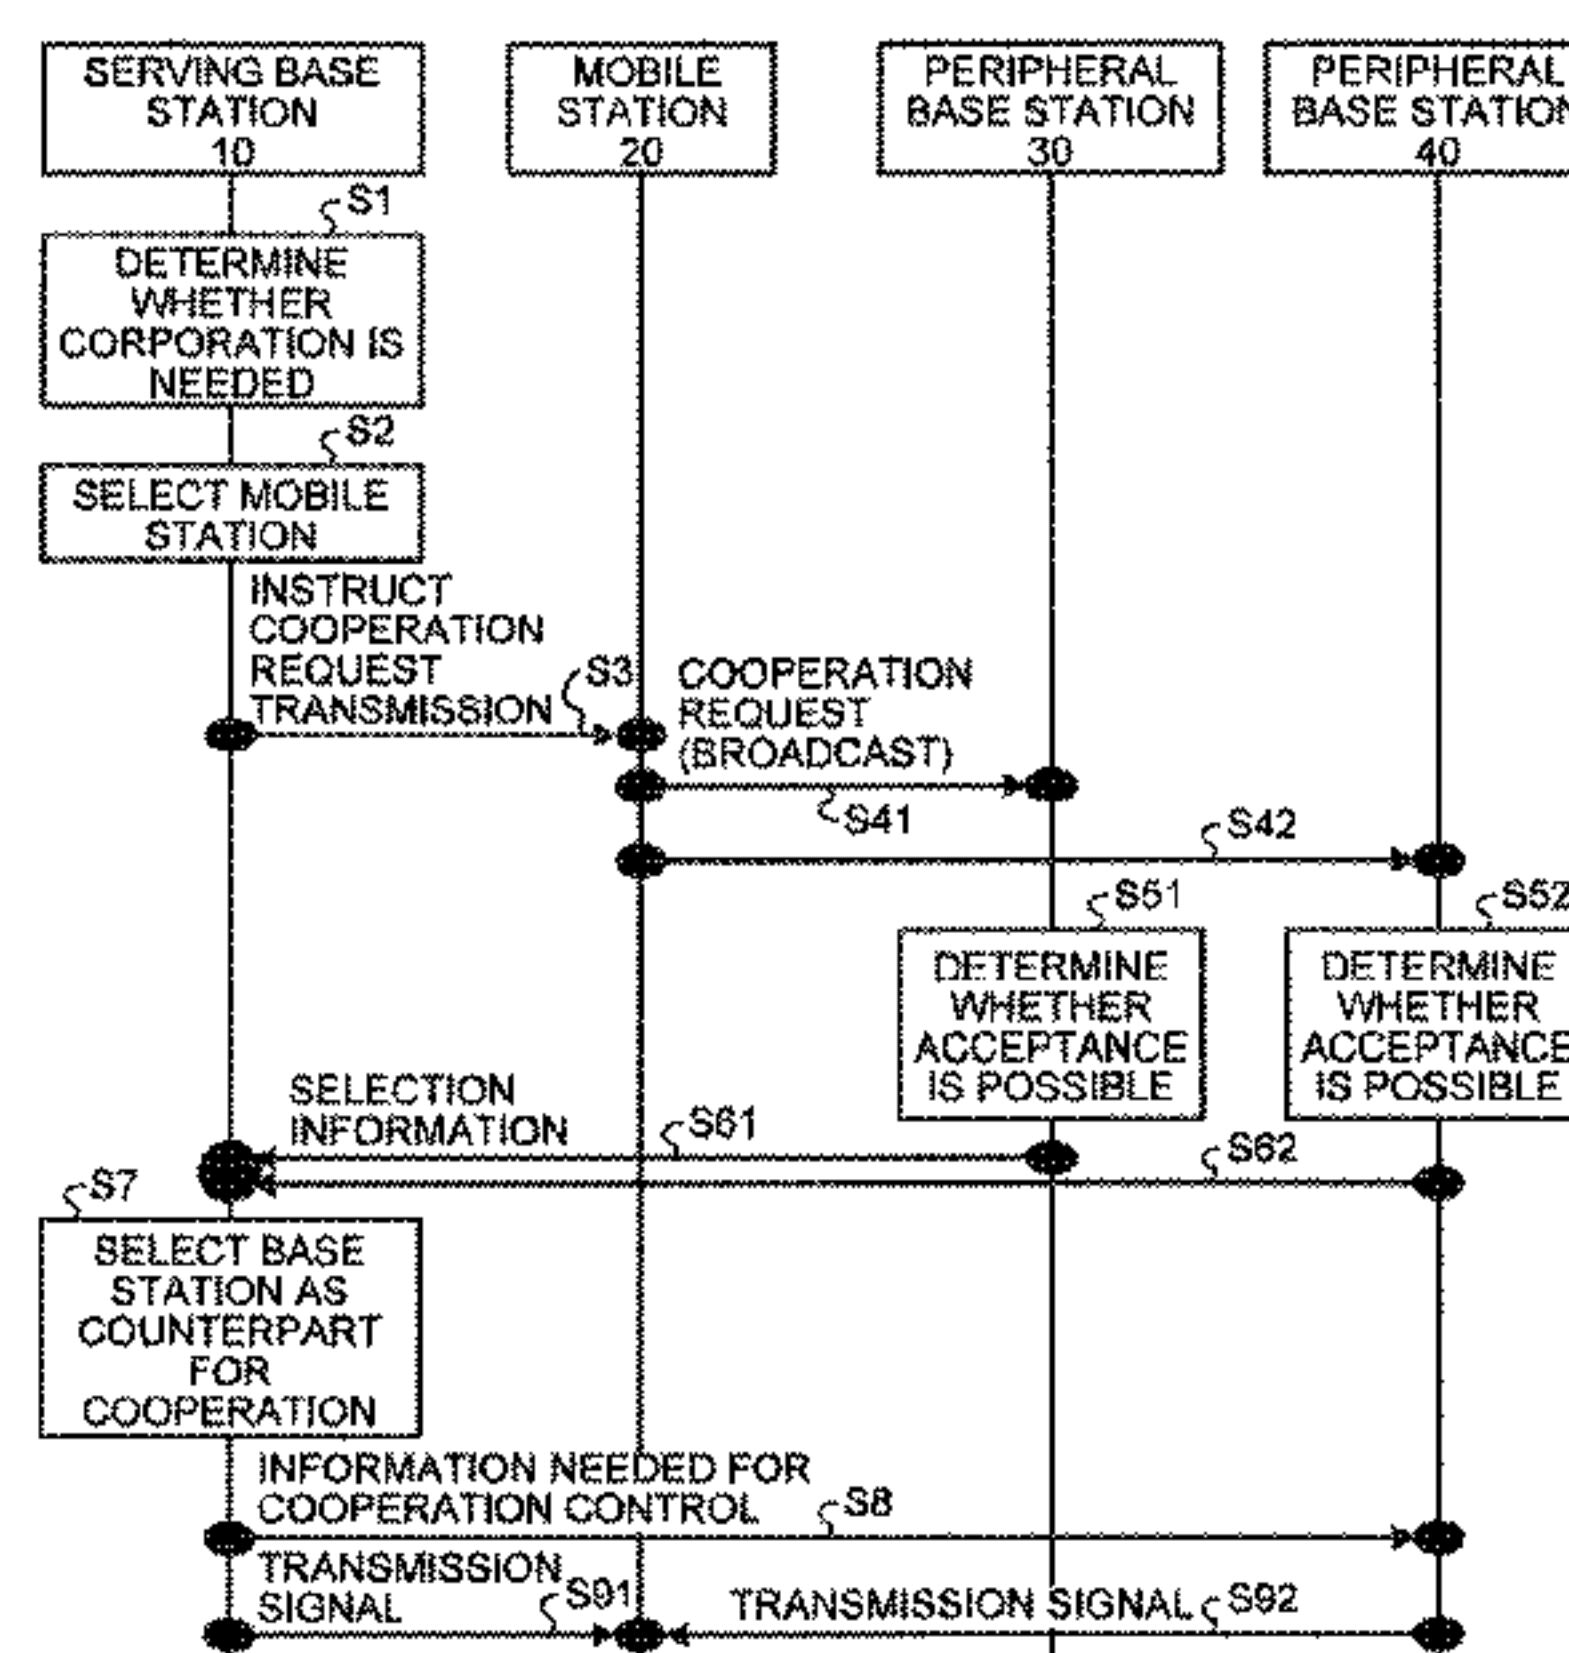 SERVING BASE
STATION
10
MOBILE
STATION
20
PERIPHERAL
BASE STATION
30
PERIPHERAL
BASE STATION
40
S1
DETERMINE
WHETHER
CORPORATION IS
NEEDED
S2
SELECT MOBILE
STATION
INSTRUCT
COOPERATION
REQUEST
TRANSMISSION
S3
COOPERATION
REQUEST
(BROADCAST)
S41
S42
S51
DETERMINE
WHETHER
ACCEPTANCE
IS POSSIBLE
S52
DETERMINE
WHETHER
ACCEPTANCE
IS POSSIBLE
SELECTION
INFORMATION
S61
S62
S7
SELECT BASE
STATION AS
COUNTERPART
FOR
COOPERATION
INFORMATION NEEDED FOR
COOPERATION CONTROL
S8
TRANSMISSION
SIGNAL
S91
TRANSMISSION SIGNAL
S92